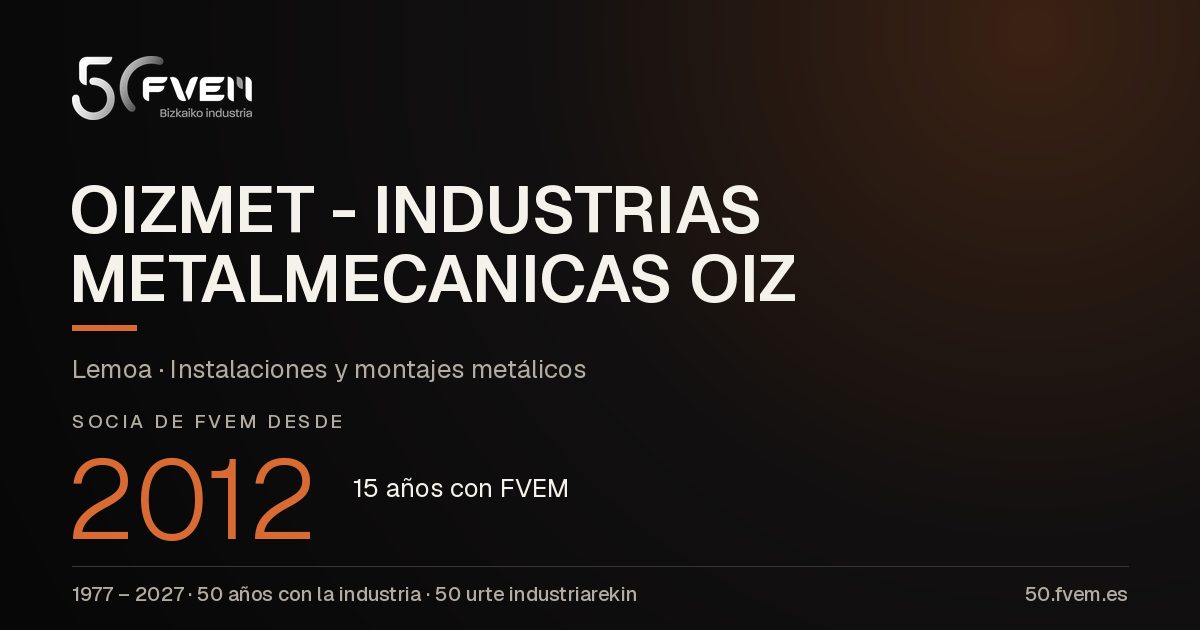 50 FVEM
Bizkaiko industria
OIZMET - INDUSTRIAS
METALMECANICAS OIZ
Lemoa · Instalaciones y montajes metálicos
SOCIA DE FVEM DESDE
2012
15 años con FVEM
1977 – 2027 · 50 años con la industria · 50 urte industriarekin
50.fvem.es